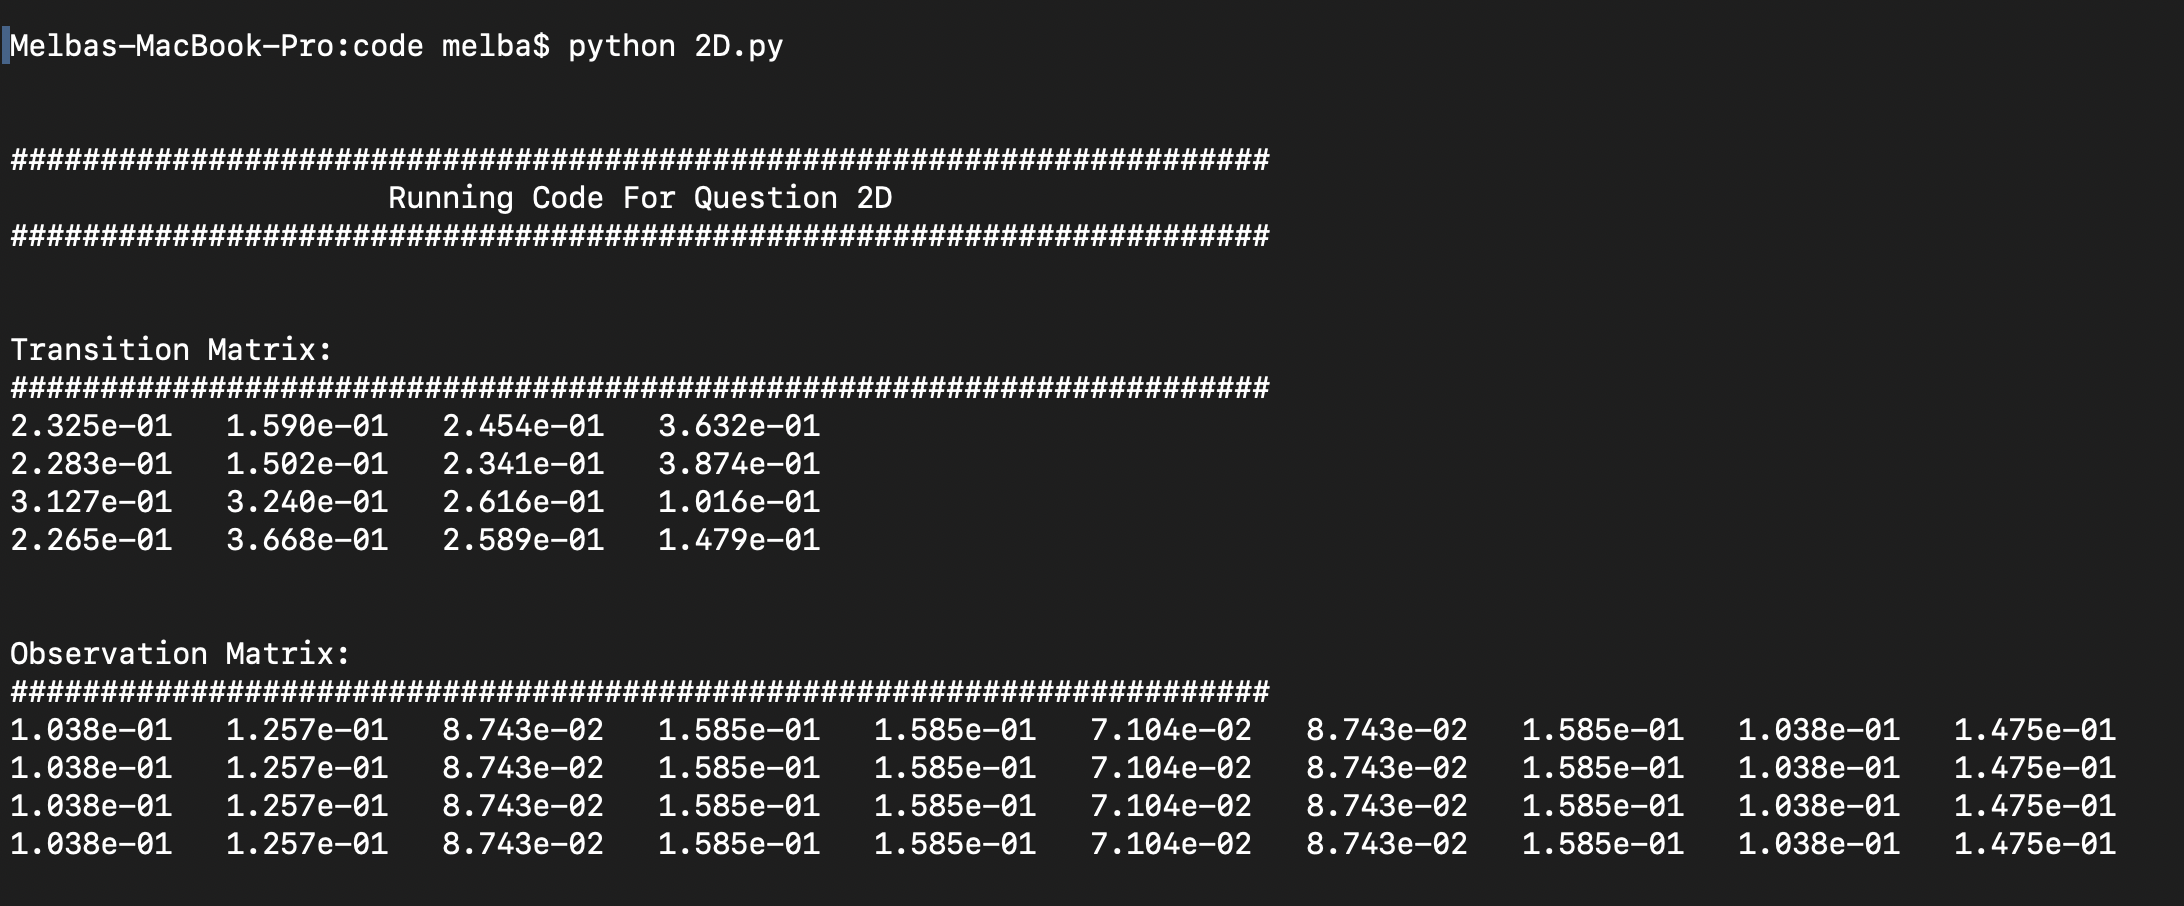 Melbas-MacBook-Pro:code melba$ python 2D.py
######################################################################
Running Code For Question 2D
######################################################################
Transition Matrix:
######################################################################
2.325e-01   1.590e-01   2.454e-01   3.632e-01
2.283e-01   1.502e-01   2.341e-01   3.874e-01
3.127e-01   3.240e-01   2.616e-01   1.016e-01
2.265e-01   3.668e-01   2.589e-01   1.479e-01
Observation Matrix:
######################################################################
1.038e-01   1.257e-01   8.743e-02   1.585e-01   1.585e-01   7.104e-02   8.743e-02   1.585e-01   1.038e-01   1.475e-01
1.038e-01   1.257e-01   8.743e-02   1.585e-01   1.585e-01   7.104e-02   8.743e-02   1.585e-01   1.038e-01   1.475e-01
1.038e-01   1.257e-01   8.743e-02   1.585e-01   1.585e-01   7.104e-02   8.743e-02   1.585e-01   1.038e-01   1.475e-01
1.038e-01   1.257e-01   8.743e-02   1.585e-01   1.585e-01   7.104e-02   8.743e-02   1.585e-01   1.038e-01   1.475e-01